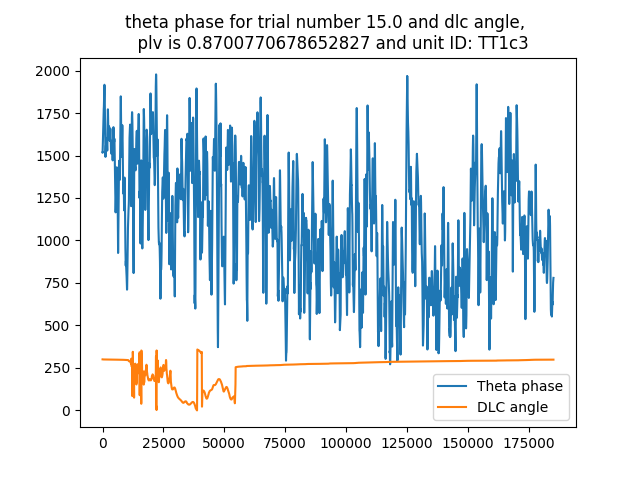 theta phase for trial number 15.0 and dlc angle,
plv is 0.8700770678652827 and unit ID: TT1c3
2000
1750
1500
1250
1000
750
500
250
0
Theta phase
DLC angle
0 25000 50000 75000 100000 125000 150000 175000